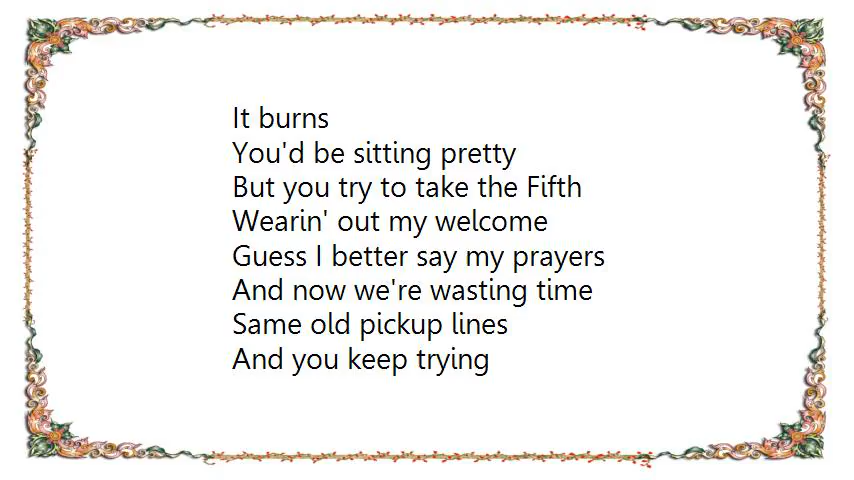 It burns
You'd be sitting pretty
But you try to take the Fifth
Wearin' out my welcome
Guess I better say my prayers
And now we're wasting time
Same old pickup lines
And you keep trying